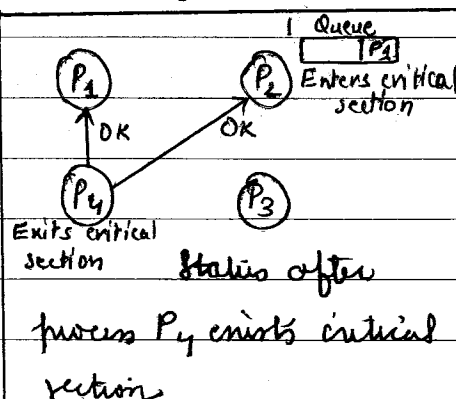 Queue
P1
P1
P2
Enters critical
section
OK
OK
P4
P3
Exits critical
section
Status after
process P4 exists critical
section